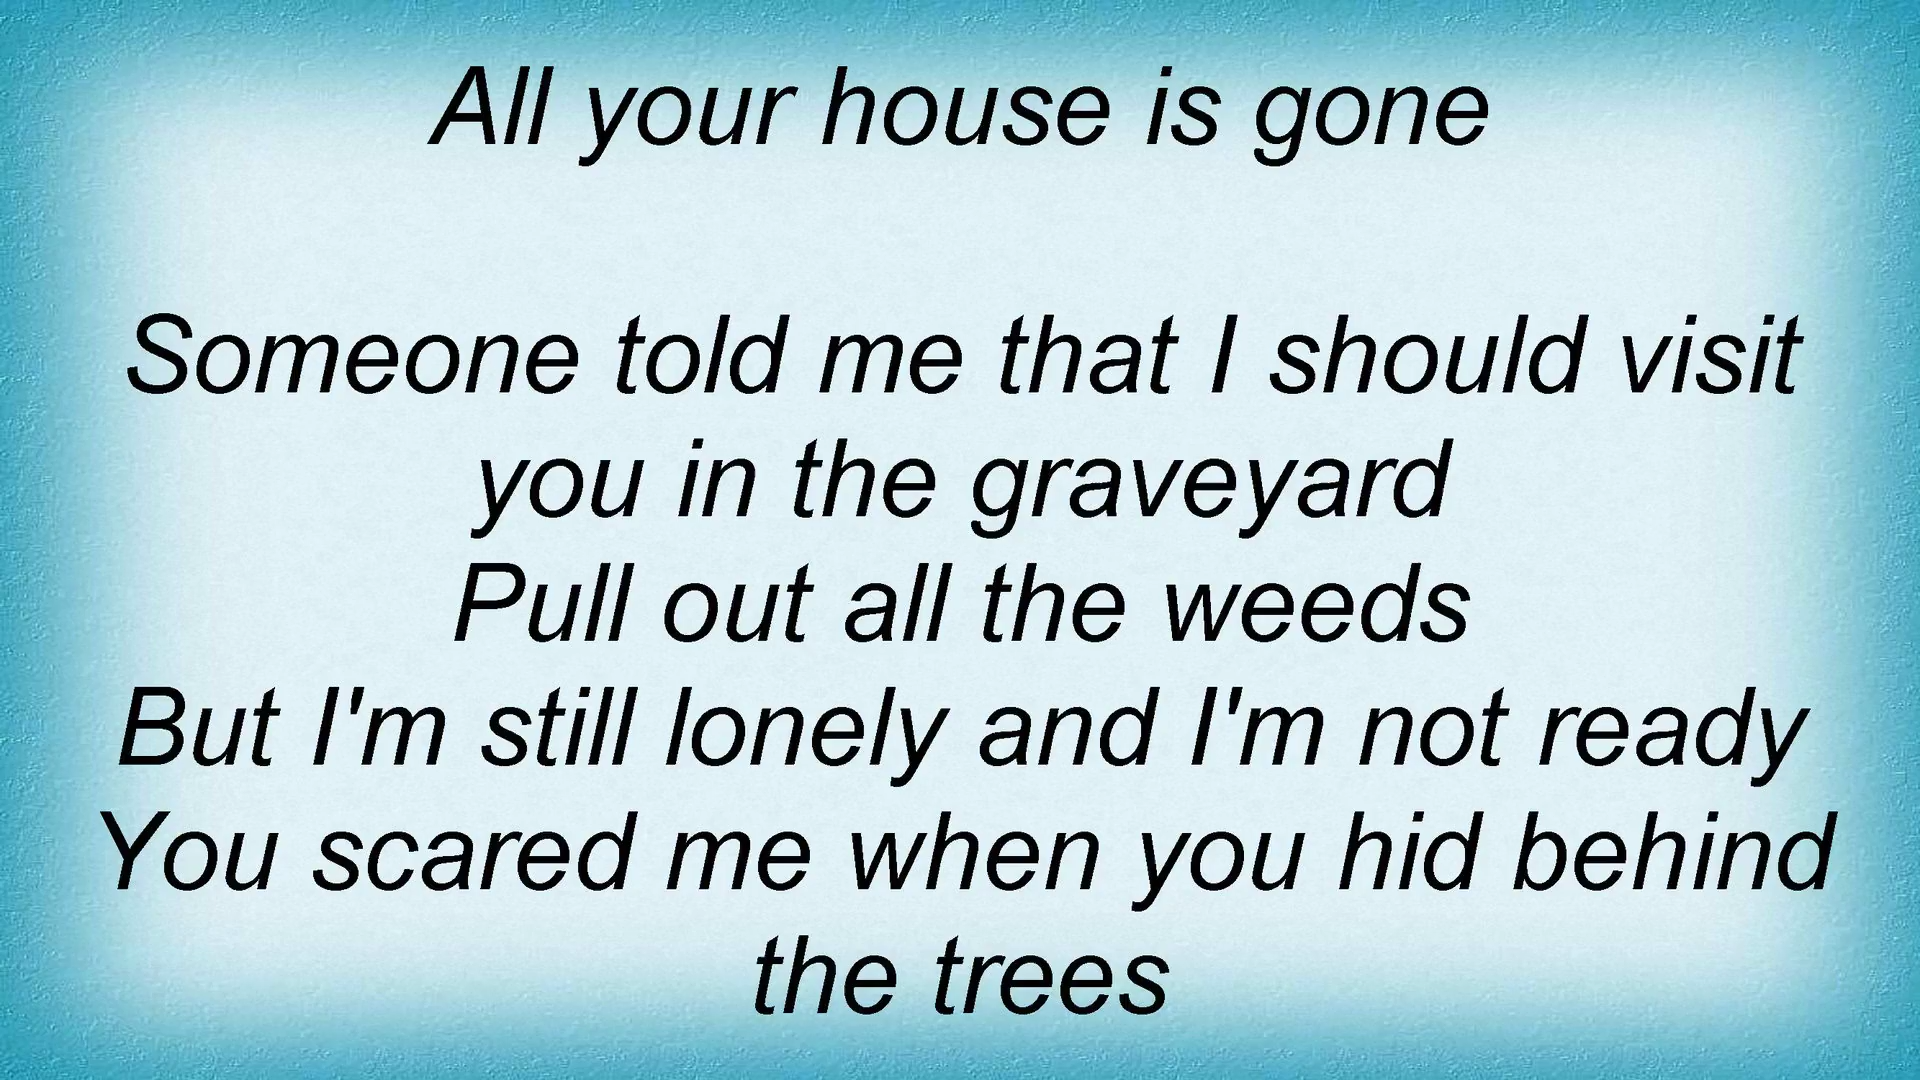 All your house is gone
Someone told me that I should visit
you in the graveyard
Pull out all the weeds
But I'm still lonely and I'm not ready
You scared me when you hid behind
the trees